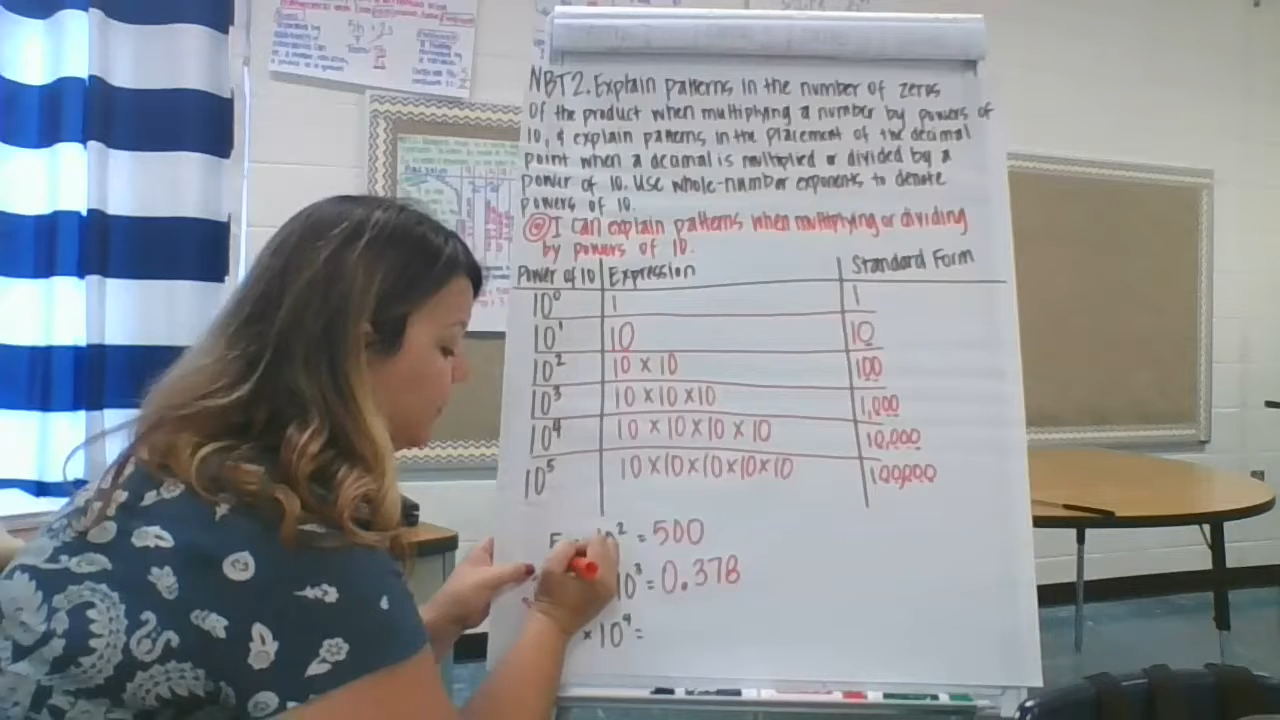 NBT2. Explain patterns in the number of zeros
of the product when multiplying a number by powers of
10, & explain patterns in the placement of the decimal
point when a decimal is multiplied or divided by a
power of 10. Use whole-number exponents to denote
powers of 10.
I can explain patterns when multiplying or dividing
by powers of 10.
Power of 10 Expression Standard Form
10⁰ 1 1
10¹ 10 10
10² 10 × 10 100
10³ 10 × 10 × 10 1,000
10⁴ 10 × 10 × 10 × 10 10,000
10⁵ 10 × 10 × 10 × 10 × 10 100,000
10² = 500
10³ = 0.378
× 10⁴ =